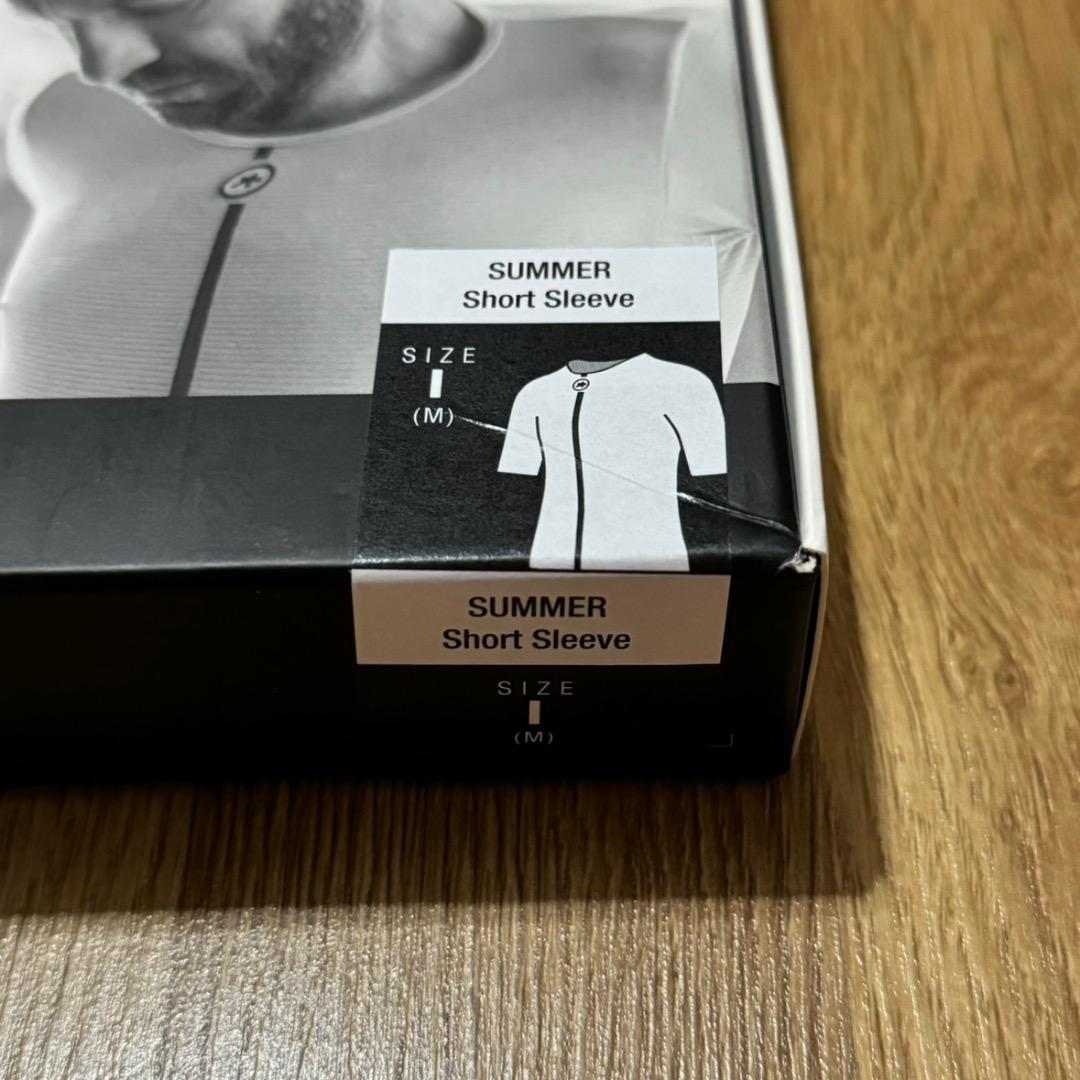 SUMMER
Short Sleeve
SIZE
I
(M)
SUMMER
Short Sleeve
SIZE
I
(M)